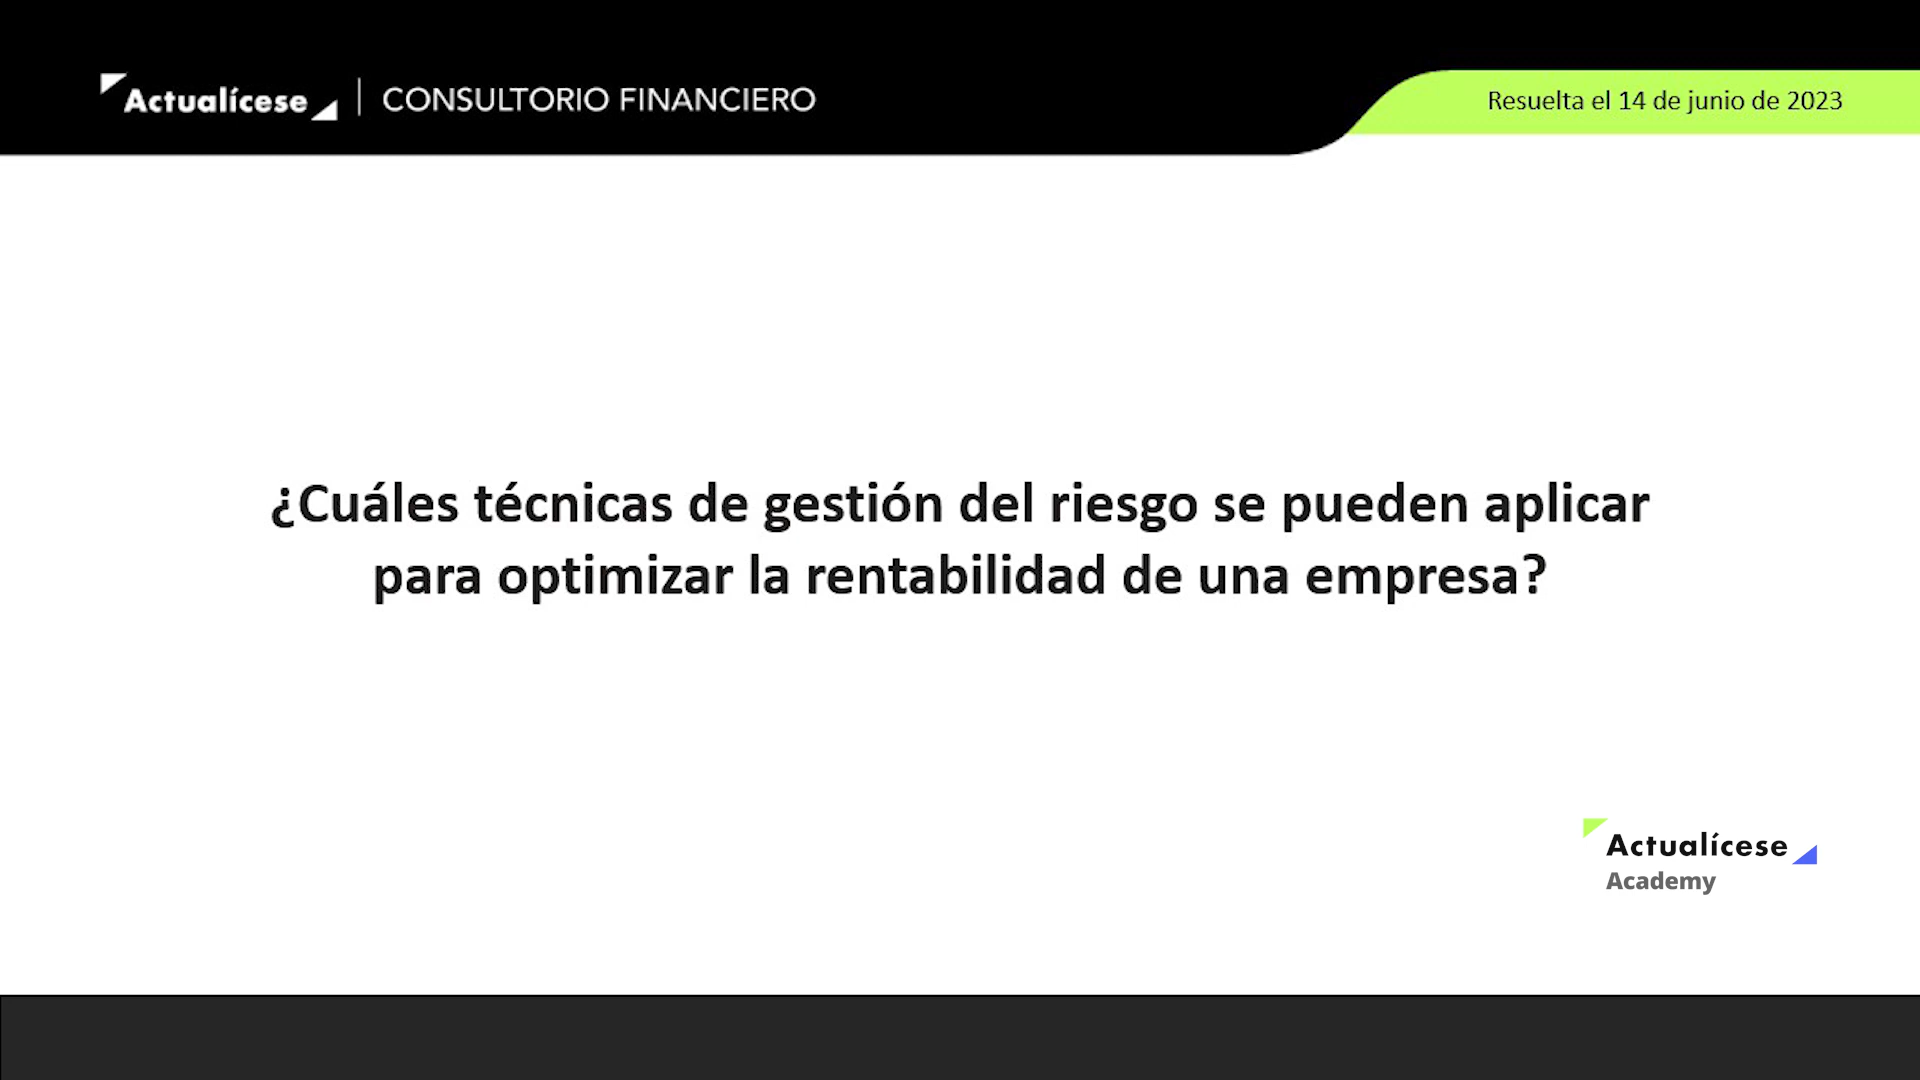 Actualícese | CONSULTORIO FINANCIERO
Resuelta el 14 de junio de 2023
¿Cuáles técnicas de gestión del riesgo se pueden aplicar
para optimizar la rentabilidad de una empresa?
Actualícese
Academy